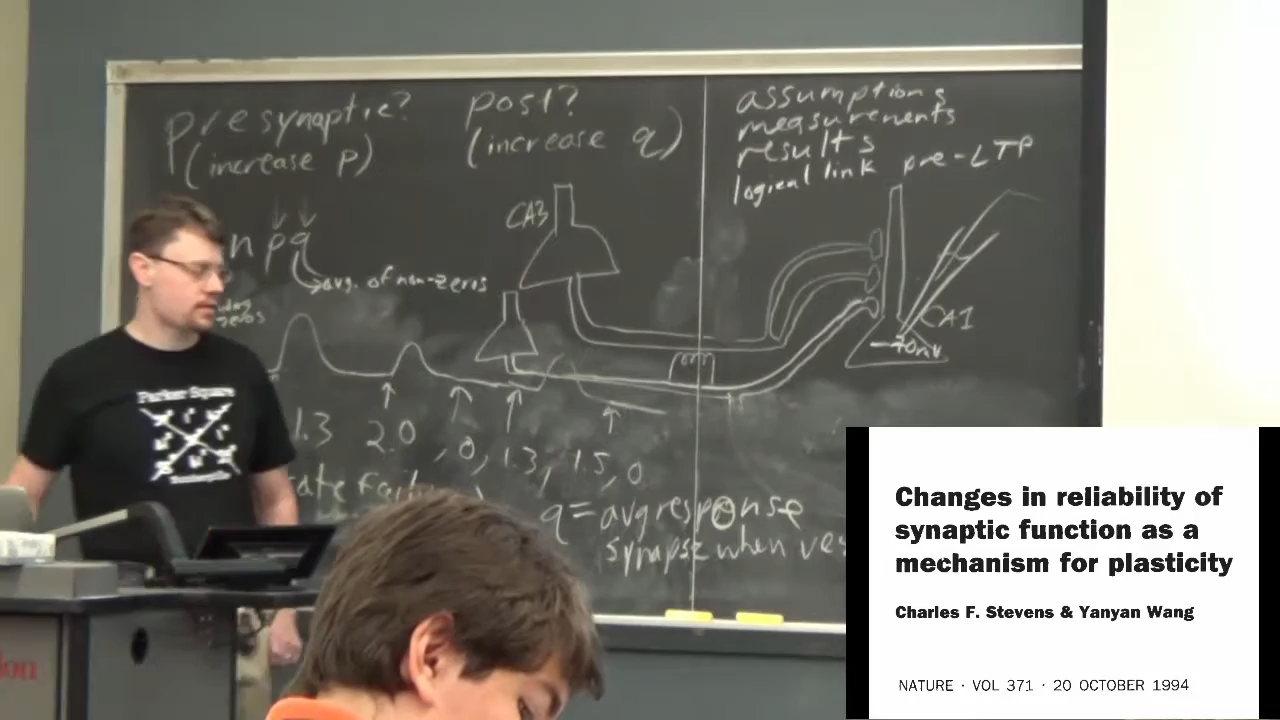 presynaptic?
(increase p)
post?
(increase q)
assumptions
measurements
results
logical link pre-LTP
n p q
avg. of non-zeros
zeros
CA3
CA1
-70mV
1.3 2.0 , 0, 1.3, 1.5, 0
q = avg response
synapse when
Parker Square
Changes in reliability of
synaptic function as a
mechanism for plasticity
Charles F. Stevens & Yanyan Wang
NATURE · VOL 371 · 20 OCTOBER 1994